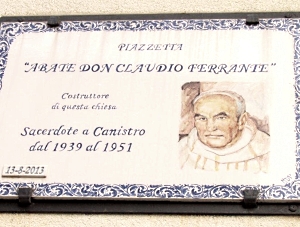 PIAZZETTA
"ABATE DON CLAUDIO FERRANTE"
Costruttore
di questa chiesa
Sacerdote a Canistro
dal 1939 al 1951
13-8-2013